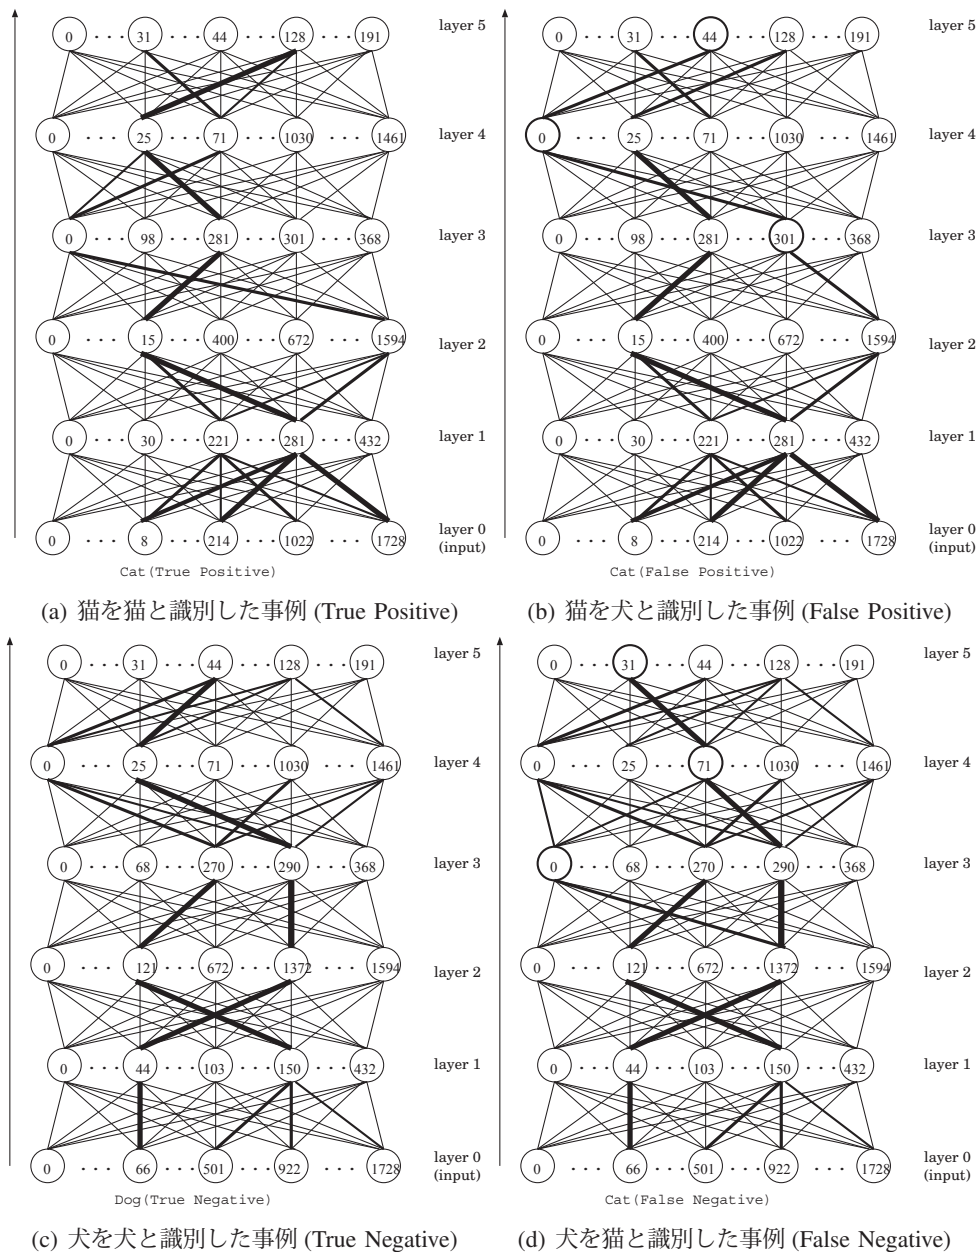 0 · · · 31 · · · 44 · · · 128 · · · 191 layer 5
0 · · · 25 · · · 71 · · · 1030 · · · 1461 layer 4
0 · · · 98 · · · 281 · · · 301 · · · 368 layer 3
0 · · · 15 · · · 400 · · · 672 · · · 1594 layer 2
0 · · · 30 · · · 221 · · · 281 · · · 432 layer 1
0 · · · 8 · · · 214 · · · 1022 · · · 1728 layer 0
(input)
Cat(True Positive)
(a) 猫を猫と識別した事例 (True Positive)
0 · · · 31 · · · 44 · · · 128 · · · 191 layer 5
0 · · · 25 · · · 71 · · · 1030 · · · 1461 layer 4
0 · · · 98 · · · 281 · · · 301 · · · 368 layer 3
0 · · · 15 · · · 400 · · · 672 · · · 1594 layer 2
0 · · · 30 · · · 221 · · · 281 · · · 432 layer 1
0 · · · 8 · · · 214 · · · 1022 · · · 1728 layer 0
(input)
Cat(False Positive)
(b) 猫を犬と識別した事例 (False Positive)
0 · · · 31 · · · 44 · · · 128 · · · 191 layer 5
0 · · · 25 · · · 71 · · · 1030 · · · 1461 layer 4
0 · · · 68 · · · 270 · · · 290 · · · 368 layer 3
0 · · · 121 · · · 672 · · · 1372 · · · 1594 layer 2
0 · · · 44 · · · 103 · · · 150 · · · 432 layer 1
0 · · · 66 · · · 501 · · · 922 · · · 1728 layer 0
(input)
Dog(True Negative)
(c) 犬を犬と識別した事例 (True Negative)
0 · · · 31 · · · 44 · · · 128 · · · 191 layer 5
0 · · · 25 · · · 71 · · · 1030 · · · 1461 layer 4
0 · · · 68 · · · 270 · · · 290 · · · 368 layer 3
0 · · · 121 · · · 672 · · · 1372 · · · 1594 layer 2
0 · · · 44 · · · 103 · · · 150 · · · 432 layer 1
0 · · · 66 · · · 501 · · · 922 · · · 1728 layer 0
(input)
Cat(False Negative)
(d) 犬を猫と識別した事例 (False Negative)